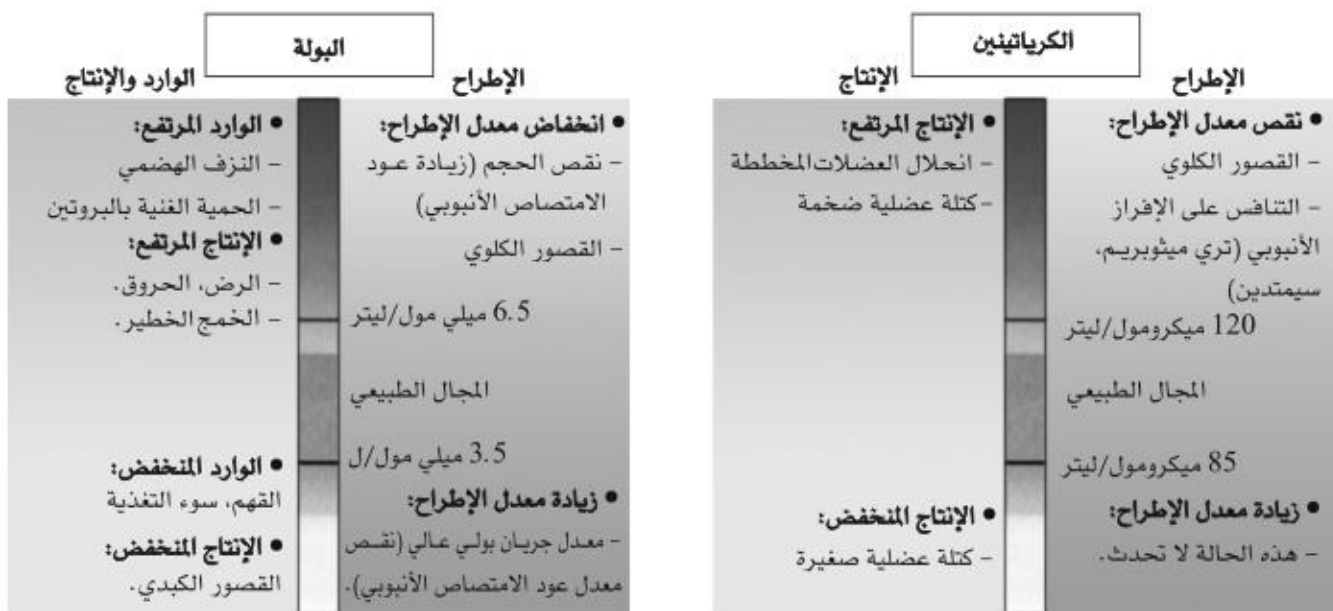 الكرياتينين
الإطراح
الإنتاج
• نقص معدل الإطراح:
– القصور الكلوي
– التنافس على الإفراز
الأنبوبي (تري ميثوبريم،
سيمتدين)
120 ميكرومول/ليتر
المجال الطبيعي
85 ميكرومول/ليتر
• زيادة معدل الإطراح:
– هذه الحالة لا تحدث.
• الإنتاج المرتفع:
– انحلال العضلات المخططة
– كتلة عضلية ضخمة
• الإنتاج المنخفض:
– كتلة عضلية صغيرة
البولة
الإطراح
الوارد والإنتاج
• انخفاض معدل الإطراح:
– نقص الحجم (زيادة عود
الامتصاص الأنبوبي)
– القصور الكلوي
6.5 ميلي مول/ليتر
المجال الطبيعي
3.5 ميلي مول/ل
• زيادة معدل الإطراح:
– معدل جريان بولي عالي (نقص
معدل عود الامتصاص الأنبوبي).
• الوارد المرتفع:
– النزف الهضمي
– الحمية الغنية بالبروتين
• الإنتاج المرتفع:
– الرض، الحروق.
– الخمج الخطير.
• الوارد المنخفض:
القهم، سوء التغذية
• الإنتاج المنخفض:
القصور الكبدي.